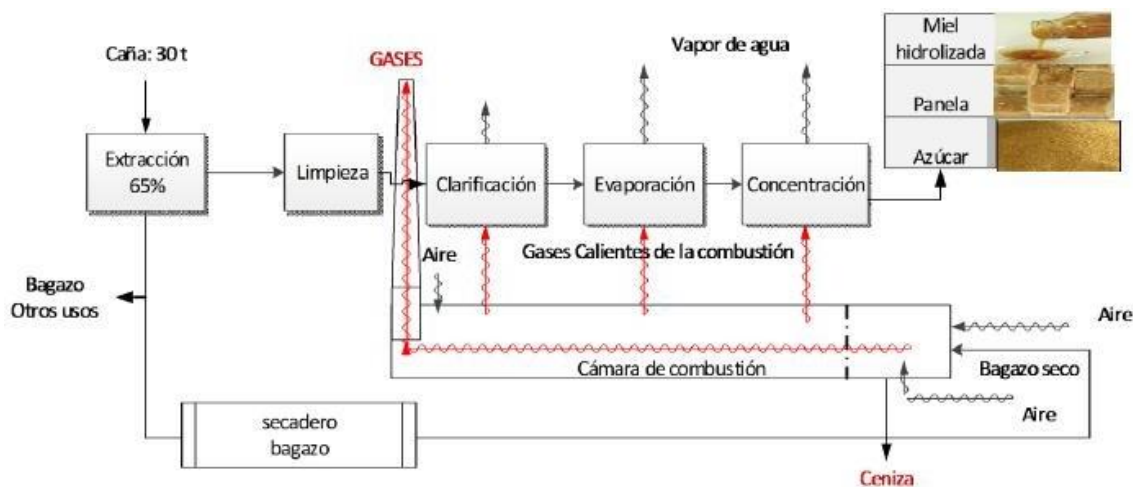 Caña: 30 t
GASES
Vapor de agua
Miel
hidrolizada
Panela
Azúcar
Extracción
65%
Limpieza
Clarificación
Evaporación
Concentración
Aire
Gases Calientes de la combustión
Bagazo
Otros usos
Aire
Cámara de combustión
Bagazo seco
Aire
secadero
bagazo
Ceniza